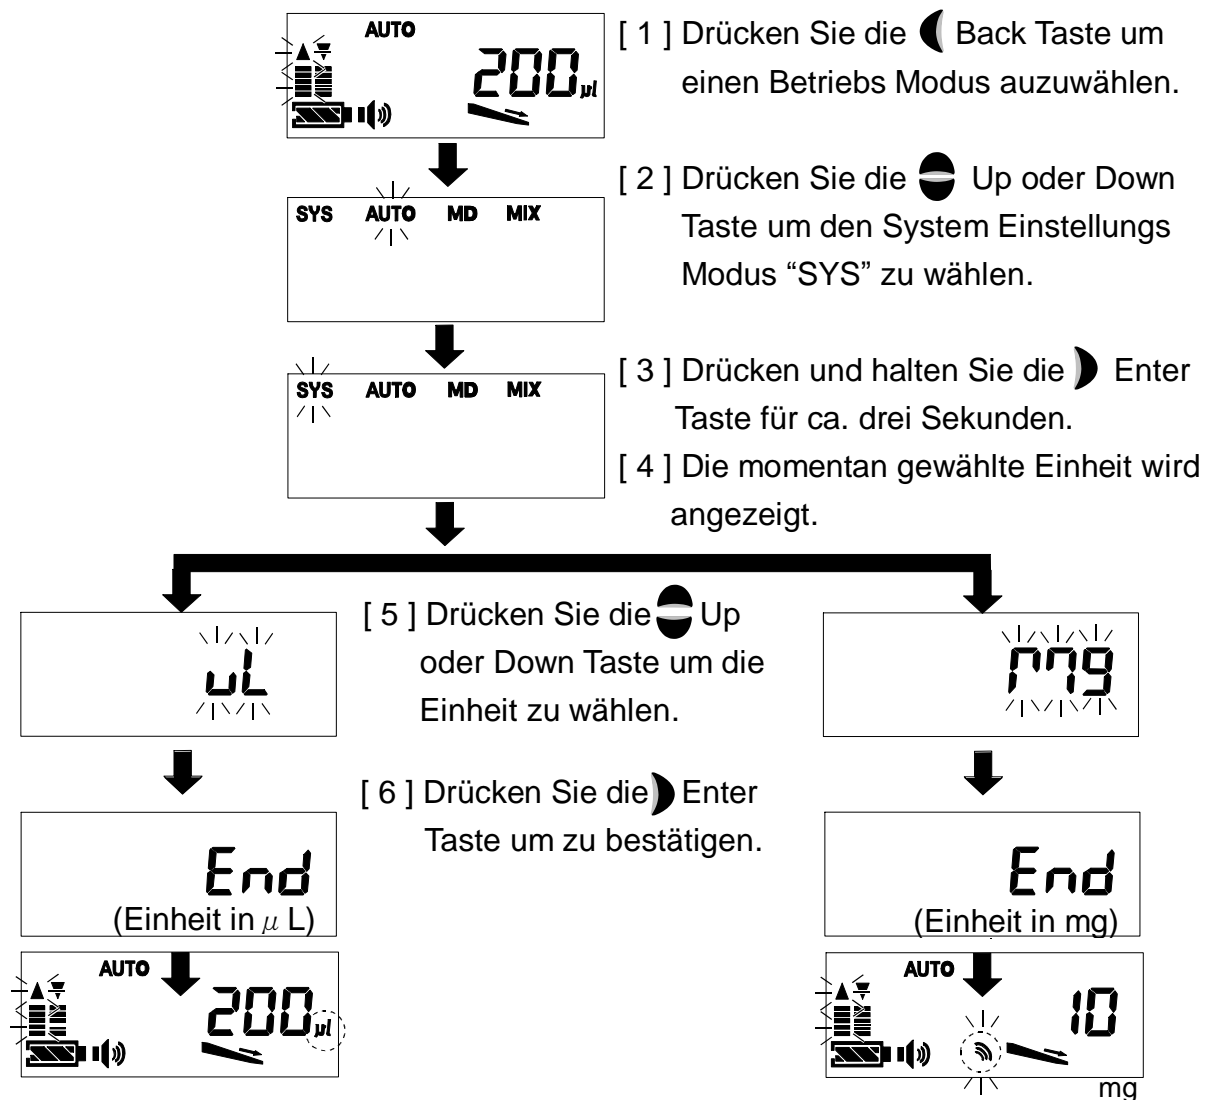 AUTO
200 µl
[ 1 ] Drücken Sie die Back Taste um
einen Betriebs Modus auzuwählen.
SYS AUTO MD MIX
[ 2 ] Drücken Sie die Up oder Down
Taste um den System Einstellungs
Modus “SYS” zu wählen.
SYS AUTO MD MIX
[ 3 ] Drücken und halten Sie die Enter
Taste für ca. drei Sekunden.
[ 4 ] Die momentan gewählte Einheit wird
angezeigt.
uL
[ 5 ] Drücken Sie die Up
oder Down Taste um die
Einheit zu wählen.
mg
[ 6 ] Drücken Sie die Enter
Taste um zu bestätigen.
End
(Einheit in μ L)
End
(Einheit in mg)
AUTO
200 µl
AUTO
10
mg